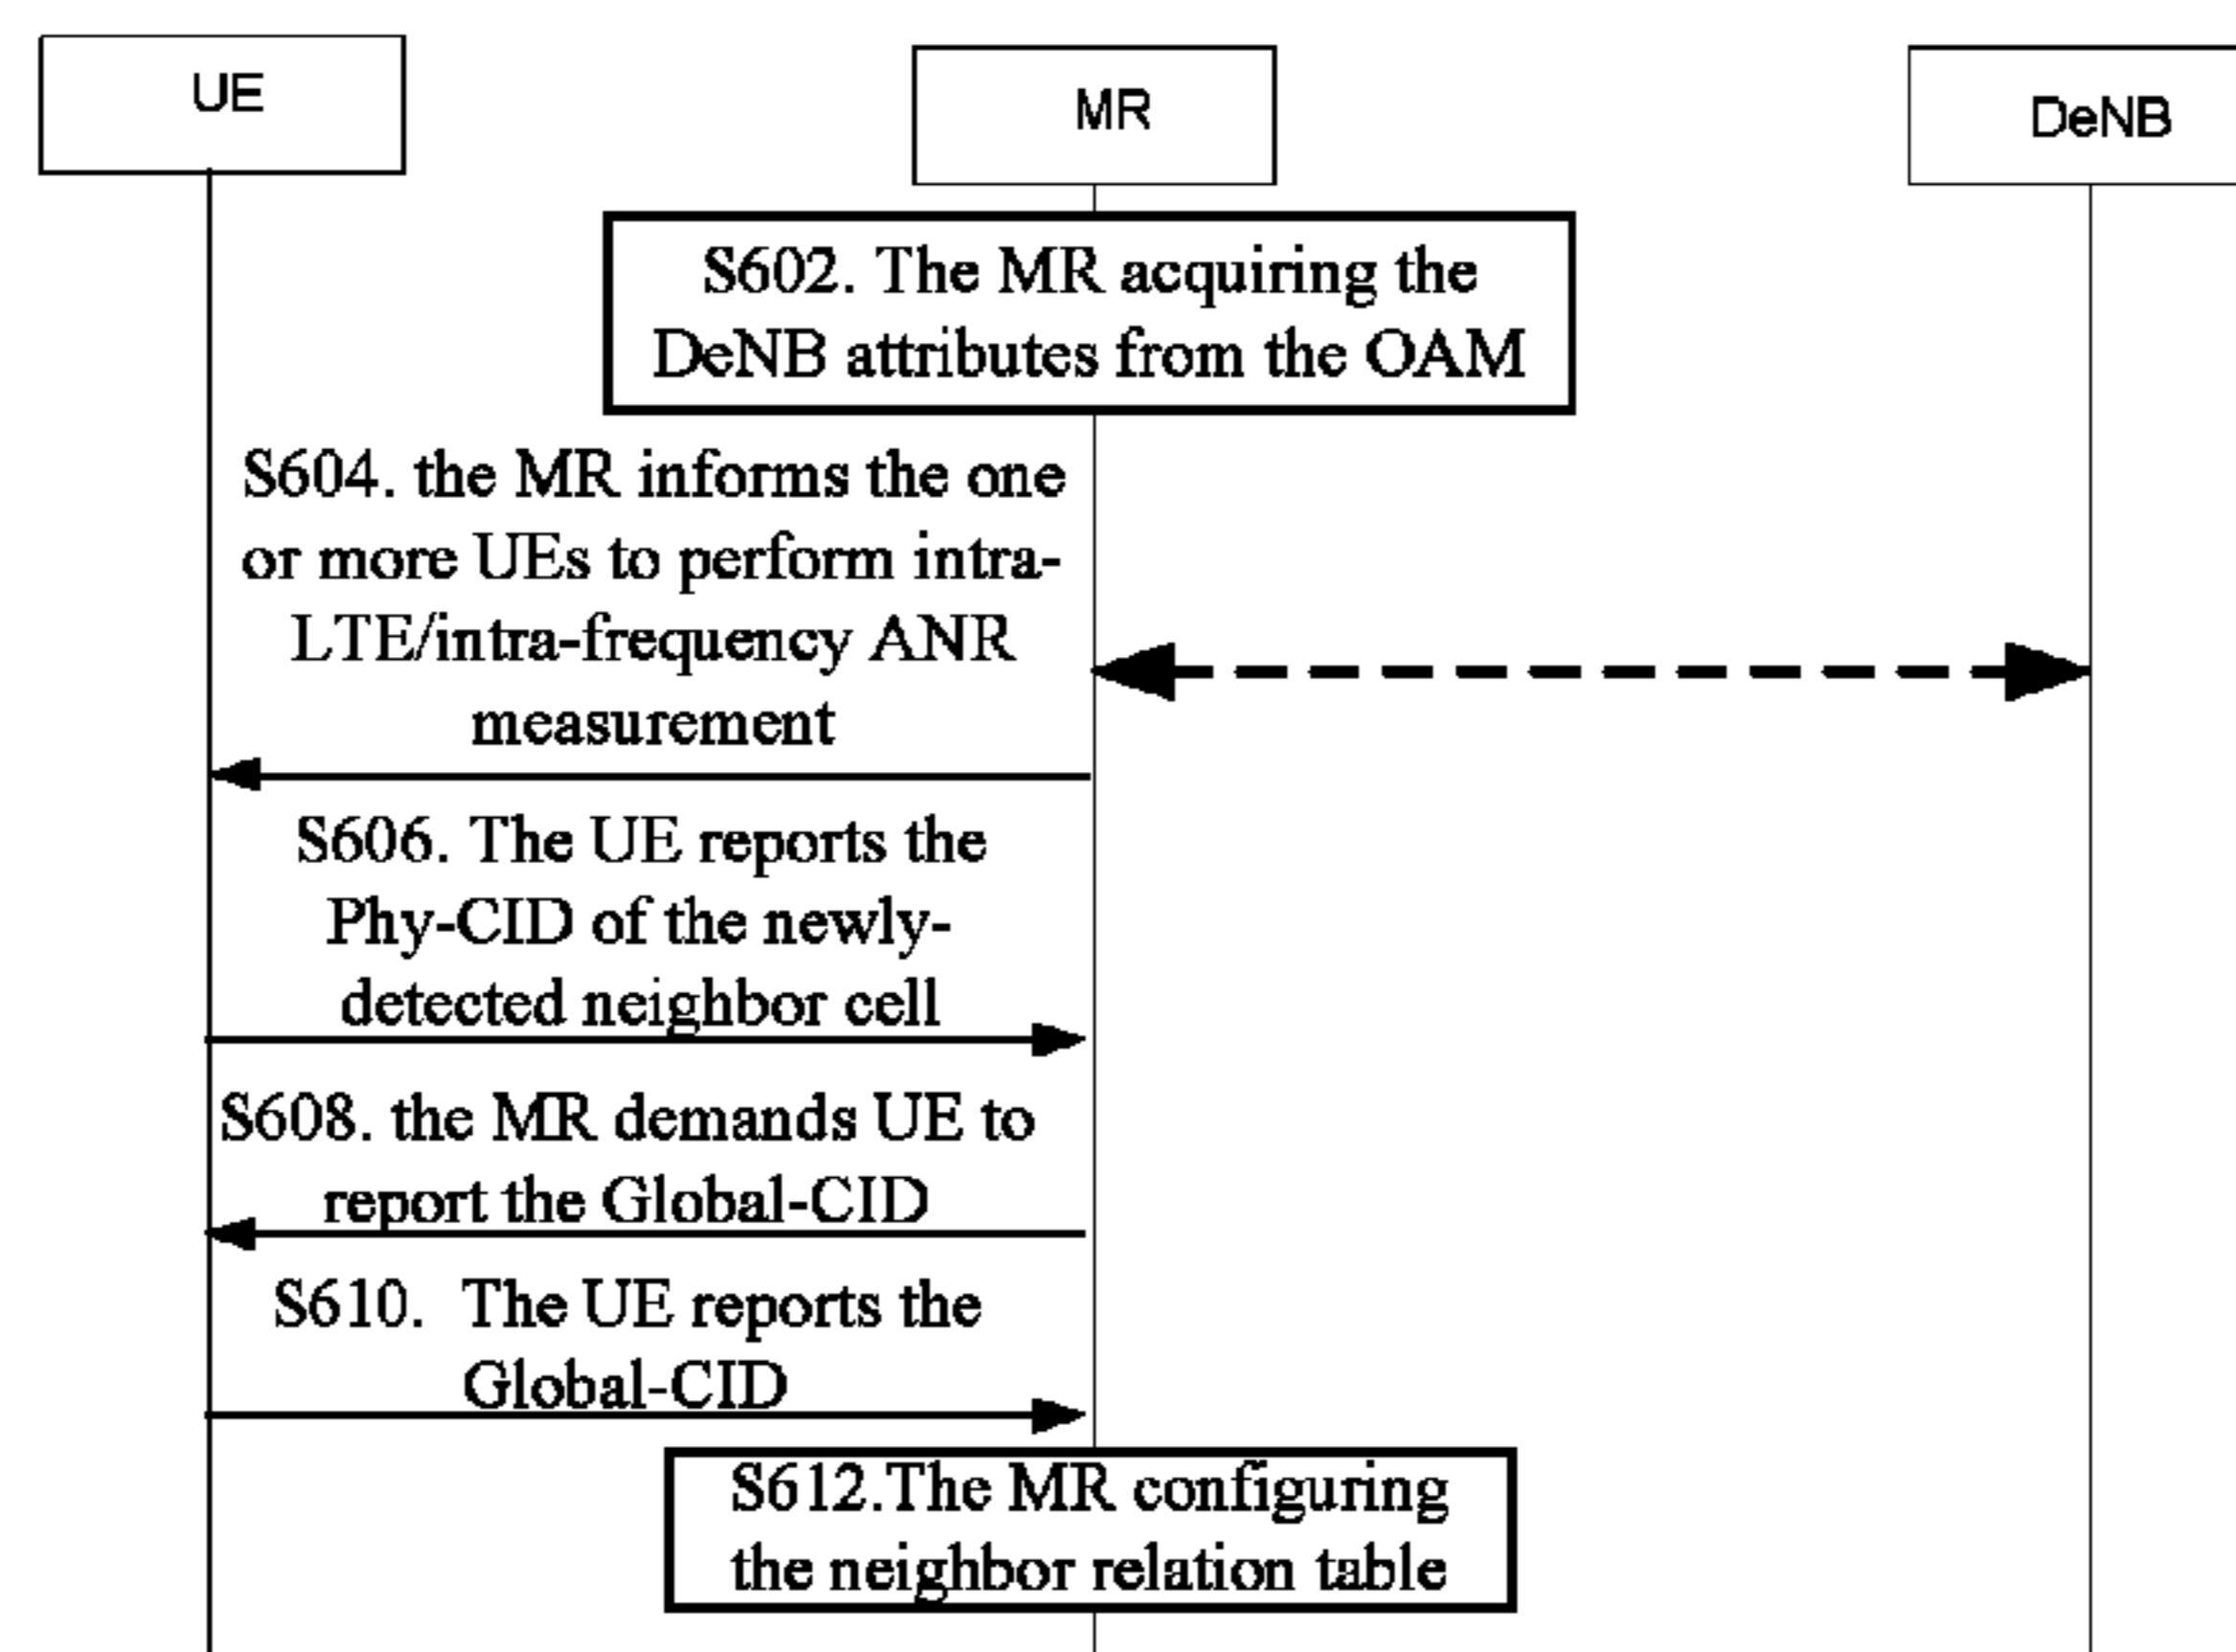 UE
MR
DeNB
S602. The MR acquiring the
DeNB attributes from the OAM
S604. the MR informs the one
or more UEs to perform intra-
LTE/intra-frequency ANR
measurement
S606. The UE reports the
Phy-CID of the newly-
detected neighbor cell
S608. the MR demands UE to
report the Global-CID
S610. The UE reports the
Global-CID
S612.The MR configuring
the neighbor relation table